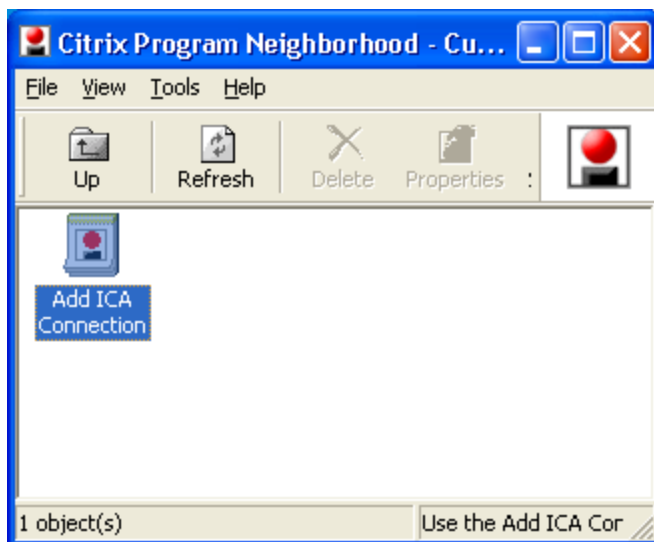 Citrix Program Neighborhood - Cu...
File View Tools Help
Up Refresh Delete Properties :
Add ICA
Connection
1 object(s) Use the Add ICA Cor